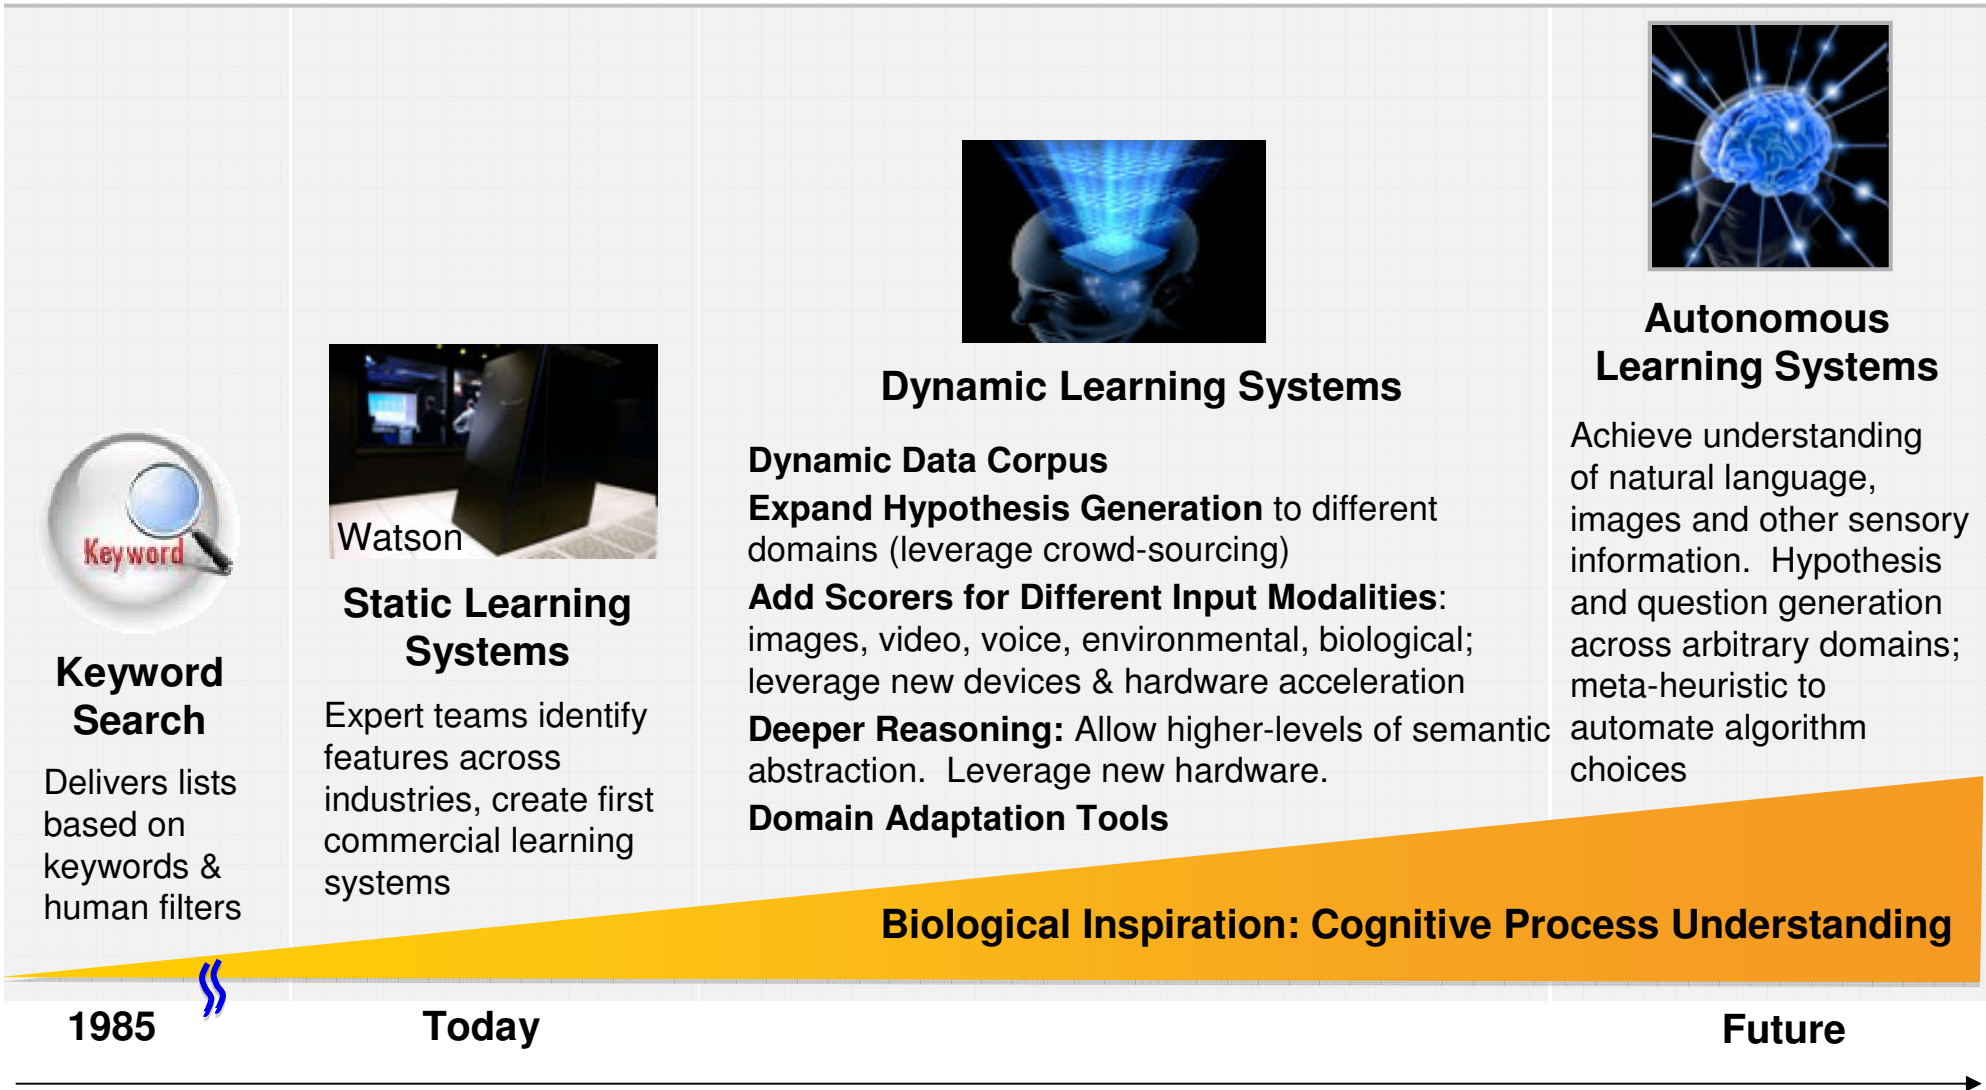 Keyword
Keyword
Search
Delivers lists
based on
keywords &
human filters
Watson
Static Learning
Systems
Expert teams identify
features across
industries, create first
commercial learning
systems
Dynamic Learning Systems
Dynamic Data Corpus
Expand Hypothesis Generation to different
domains (leverage crowd-sourcing)
Add Scorers for Different Input Modalities:
images, video, voice, environmental, biological;
leverage new devices & hardware acceleration
Deeper Reasoning: Allow higher-levels of semantic
abstraction.  Leverage new hardware.
Domain Adaptation Tools
Autonomous
Learning Systems
Achieve understanding
of natural language,
images and other sensory
information.  Hypothesis
and question generation
across arbitrary domains;
meta-heuristic to
automate algorithm
choices
Biological Inspiration: Cognitive Process Understanding
1985
Today
Future